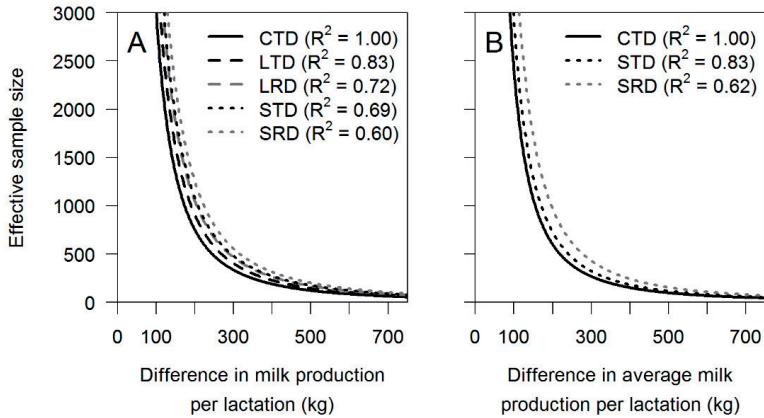 A
CTD (R² = 1.00)
LTD (R² = 0.83)
LRD (R² = 0.72)
STD (R² = 0.69)
SRD (R² = 0.60)
3000
2500
2000
1500
1000
500
0
Effective sample size
0 100 300 500 700
Difference in milk production
per lactation (kg)
B
CTD (R² = 1.00)
STD (R² = 0.83)
SRD (R² = 0.62)
0 100 300 500 700
Difference in average milk
production per lactation (kg)